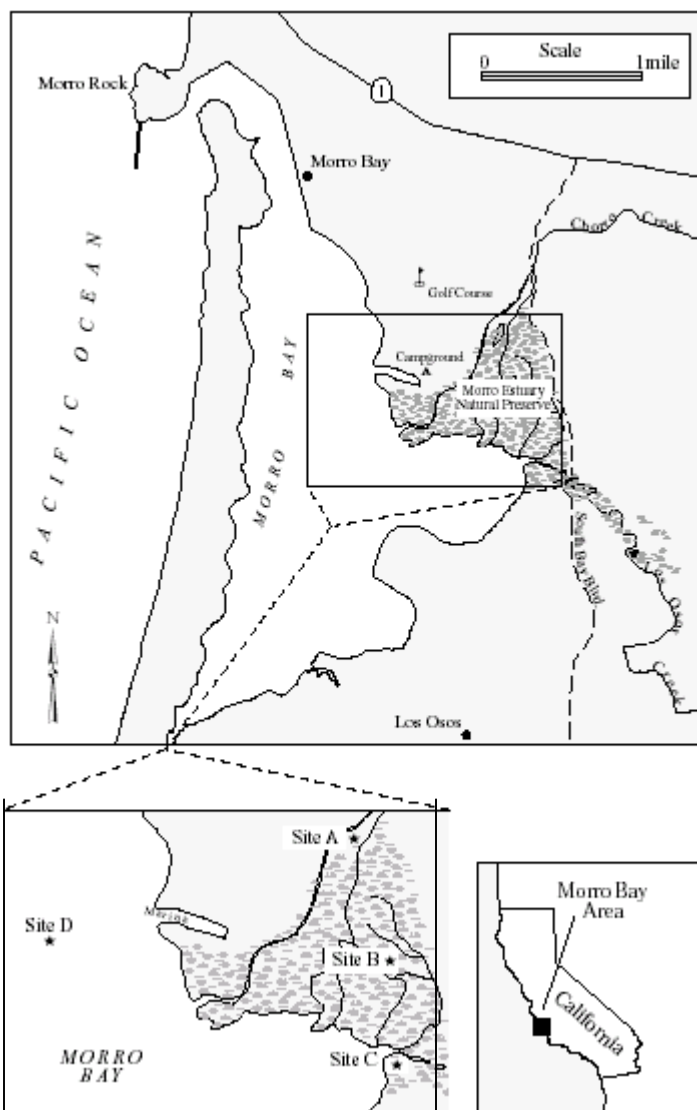 Scale
0 1mile
Morro Rock
1
Morro Bay
Chorro Creek
PACIFIC OCEAN
Golf Course
MORRO BAY
Campground
Morro Estuary
Natural Preserve
South Bay Blvd.
Los Osos Creek
N
Los Osos
Site A
Marina
Site D
Site B
Site C
MORRO
BAY
Morro Bay
Area
California